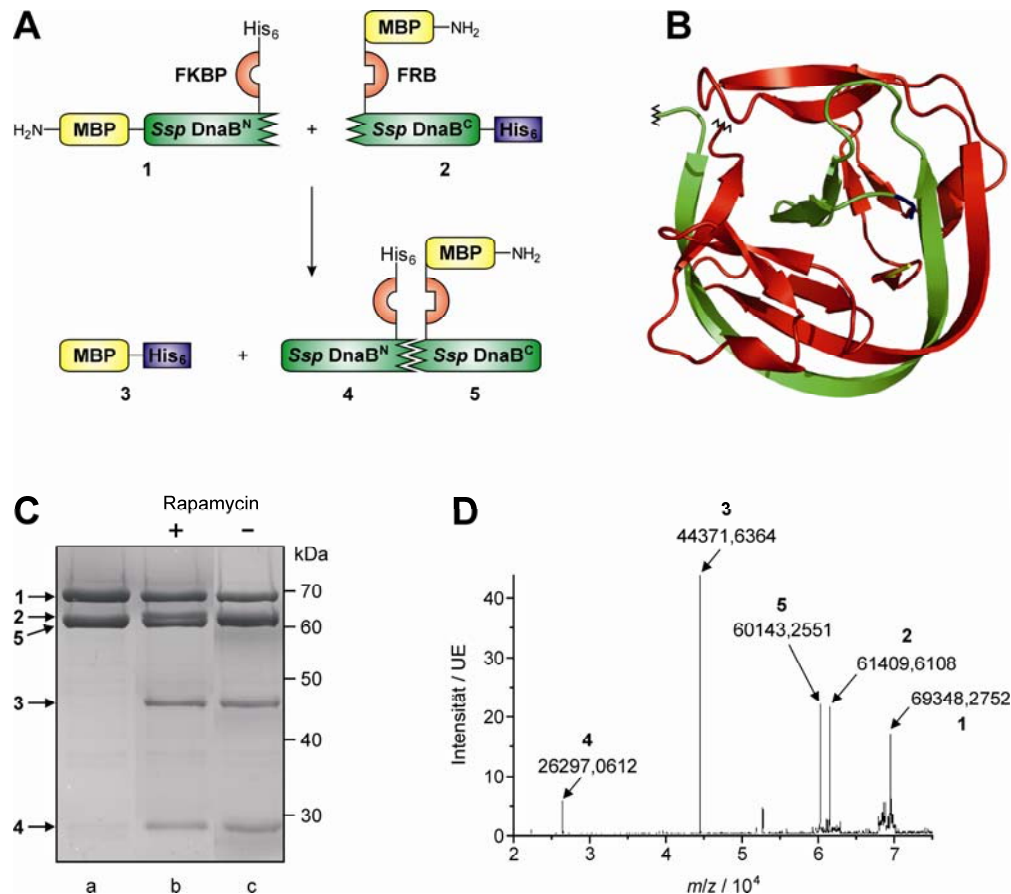 A
His6
MBP
NH2
FKBP
FRB
H2N
MBP
Ssp DnaBN
+
Ssp DnaBC
His6
1
2
His6
MBP
NH2
MBP
His6
+
Ssp DnaBN
Ssp DnaBC
3
4
5
B
C
Rapamycin
+
−
kDa
1
2
5
3
4
70
60
50
40
30
a
b
c
D
3
44371,6364
5
60143,2551
2
61409,6108
69348,2752
1
4
26297,0612
Intensität / UE
40
30
20
10
0
2
3
4
5
6
7
m/z / 10⁴